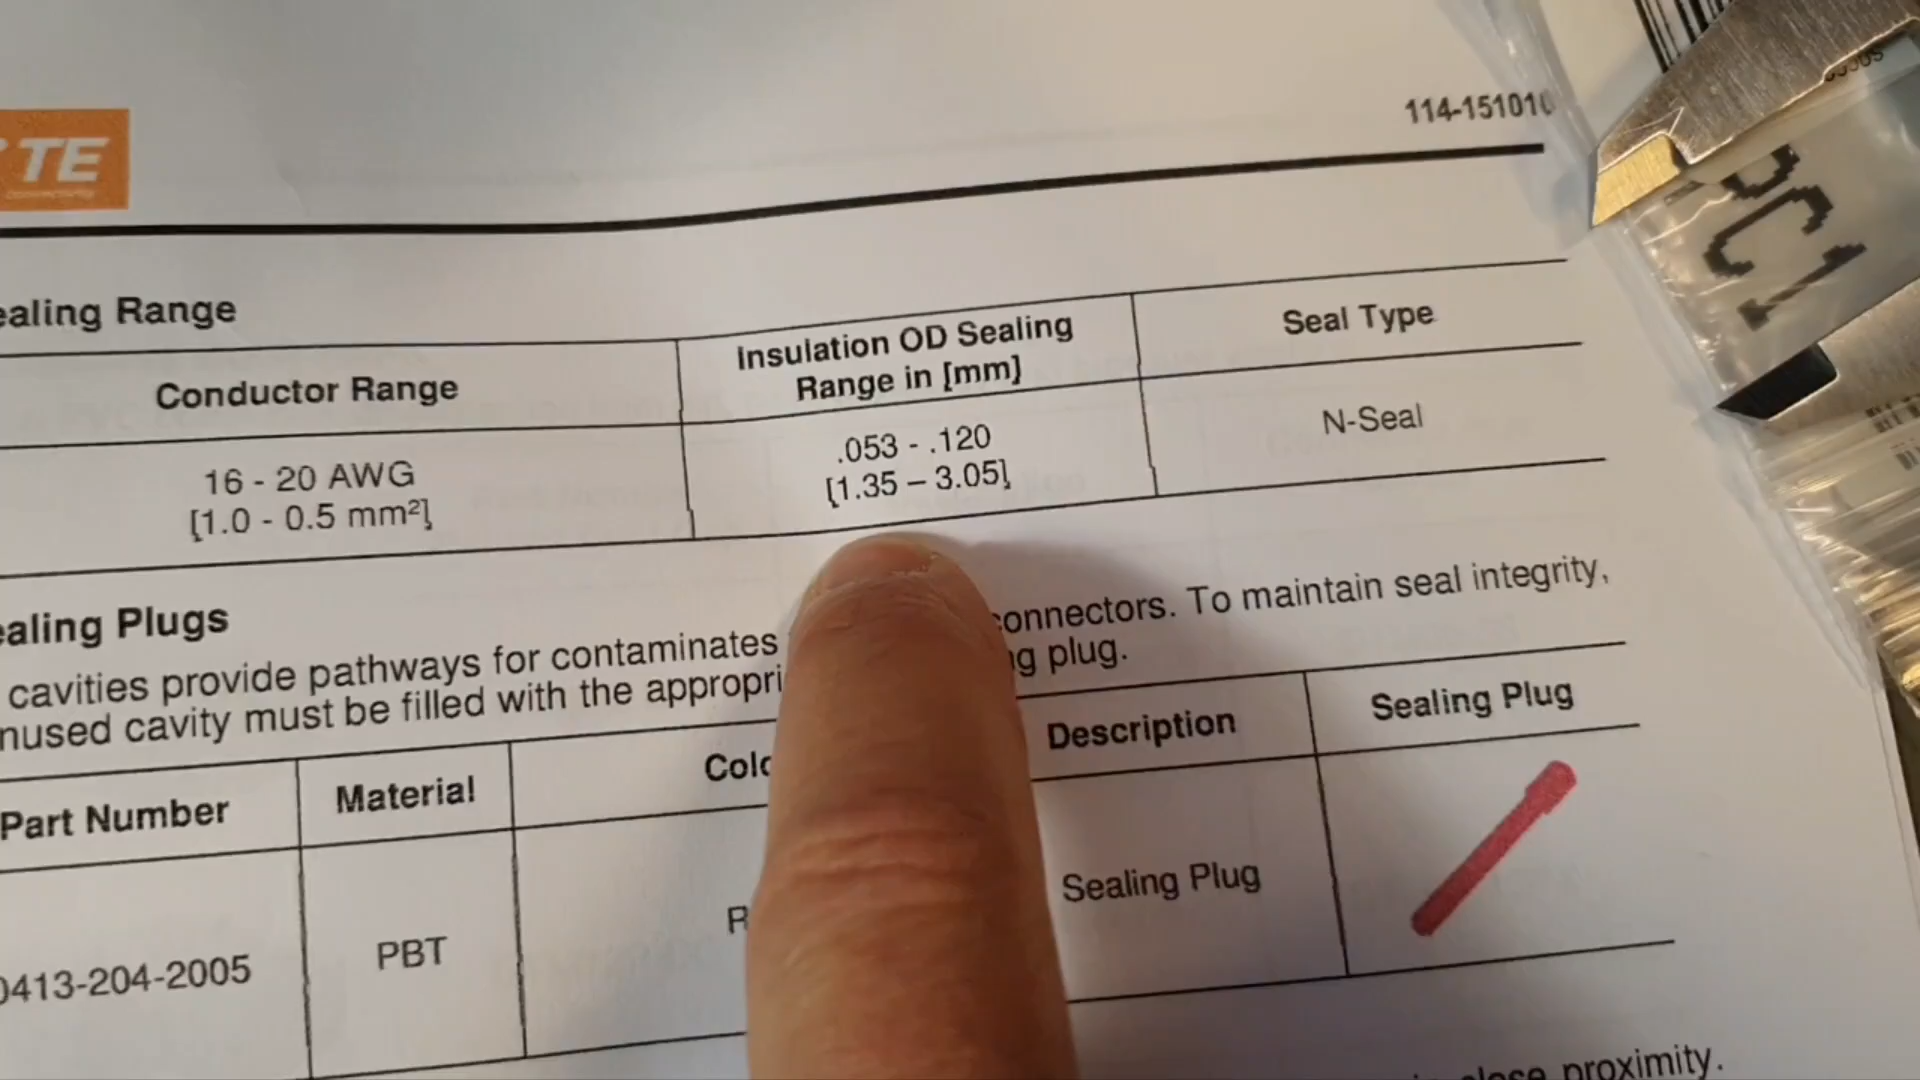 TE
114-15101
ealing Range
Conductor Range
Insulation OD Sealing
Range in [mm]
Seal Type
16 - 20 AWG
[1.0 - 0.5 mm²]
.053 - .120
[1.35 – 3.05]
N-Seal
ealing Plugs
cavities provide pathways for contaminates onnectors. To maintain seal integrity,
nused cavity must be filled with the appropri g plug.
Part Number
Material
Colo
Description
Sealing Plug
0413-204-2005
PBT
R
Sealing Plug
close proximity.
PC1